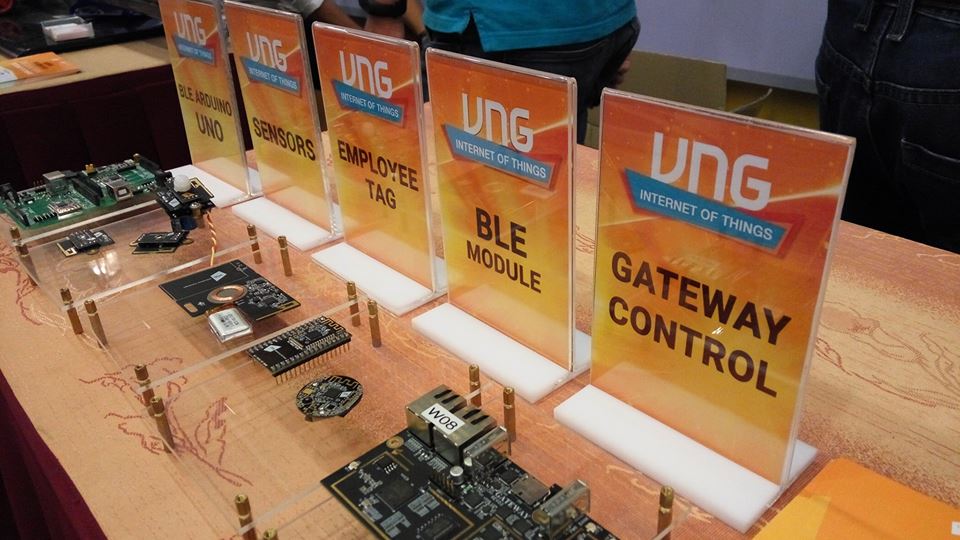 VNG
INTERNET OF THINGS
BLE ARDUINO
UNO
VNG
INTERNET OF THINGS
SENSORS
VNG
INTERNET OF THINGS
EMPLOYEE
TAG
VNG
INTERNET OF THINGS
BLE
MODULE
VNG
INTERNET OF THINGS
GATEWAY
CONTROL
W08